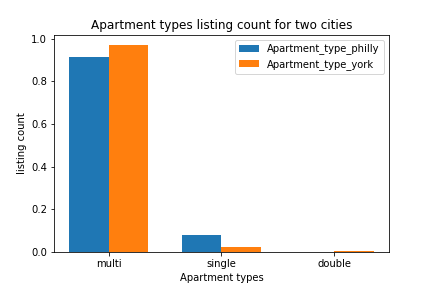 Apartment types listing count for two cities
Apartment_type_philly
Apartment_type_york
1.0
0.8
0.6
0.4
0.2
0.0
listing count
multi single double
Apartment types